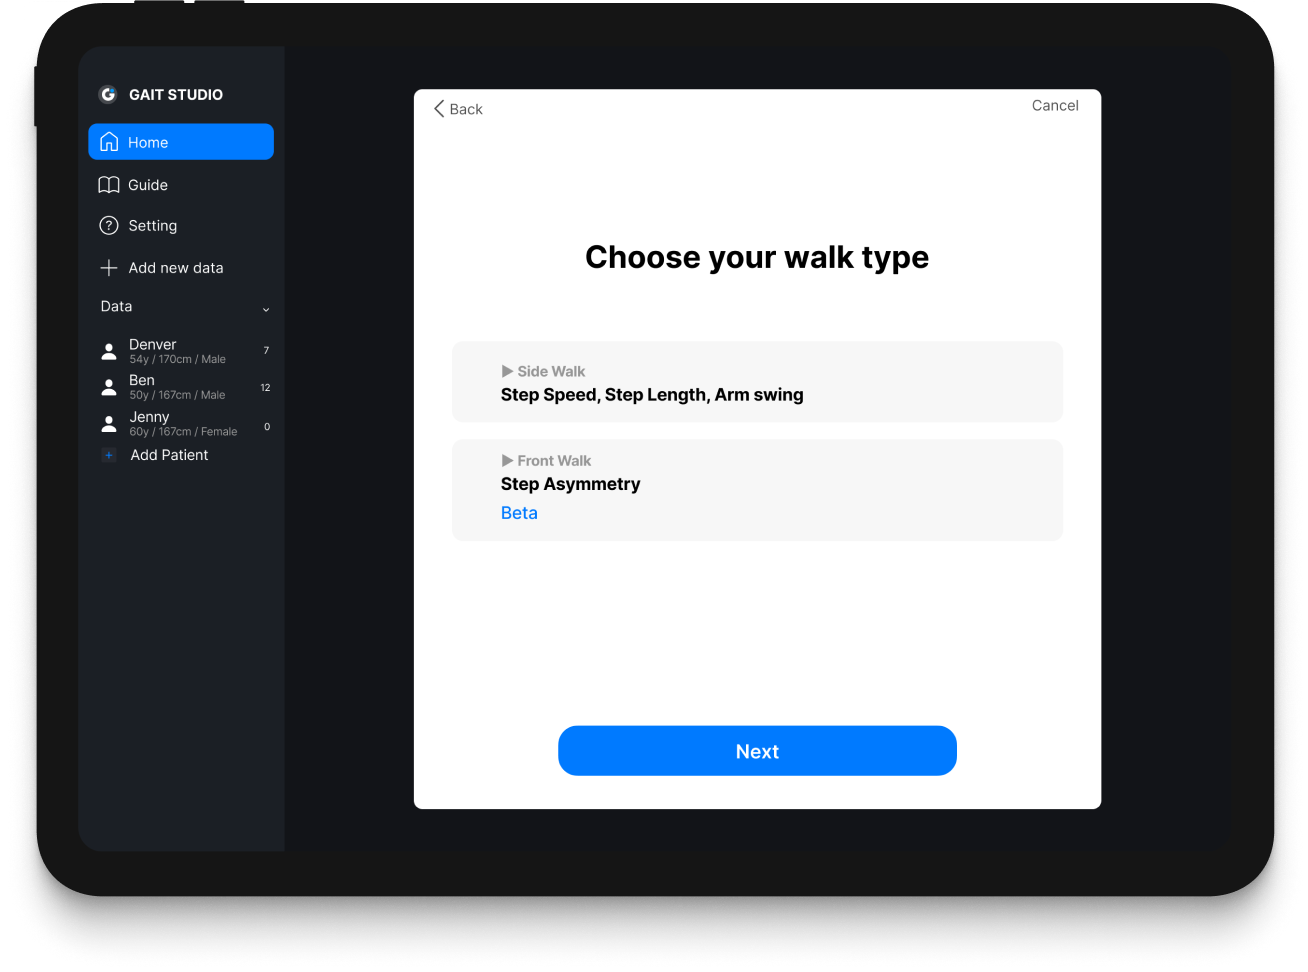 GAIT STUDIO
Home
Guide
Setting
Add new data
Data
Denver
7
54y / 170cm / Male
Ben
12
50y / 167cm / Male
Jenny
0
60y / 167cm / Female
+ Add Patient
Back
Cancel
Choose your walk type
▶ Side Walk
Step Speed, Step Length, Arm swing
▶ Front Walk
Step Asymmetry
Beta
Next